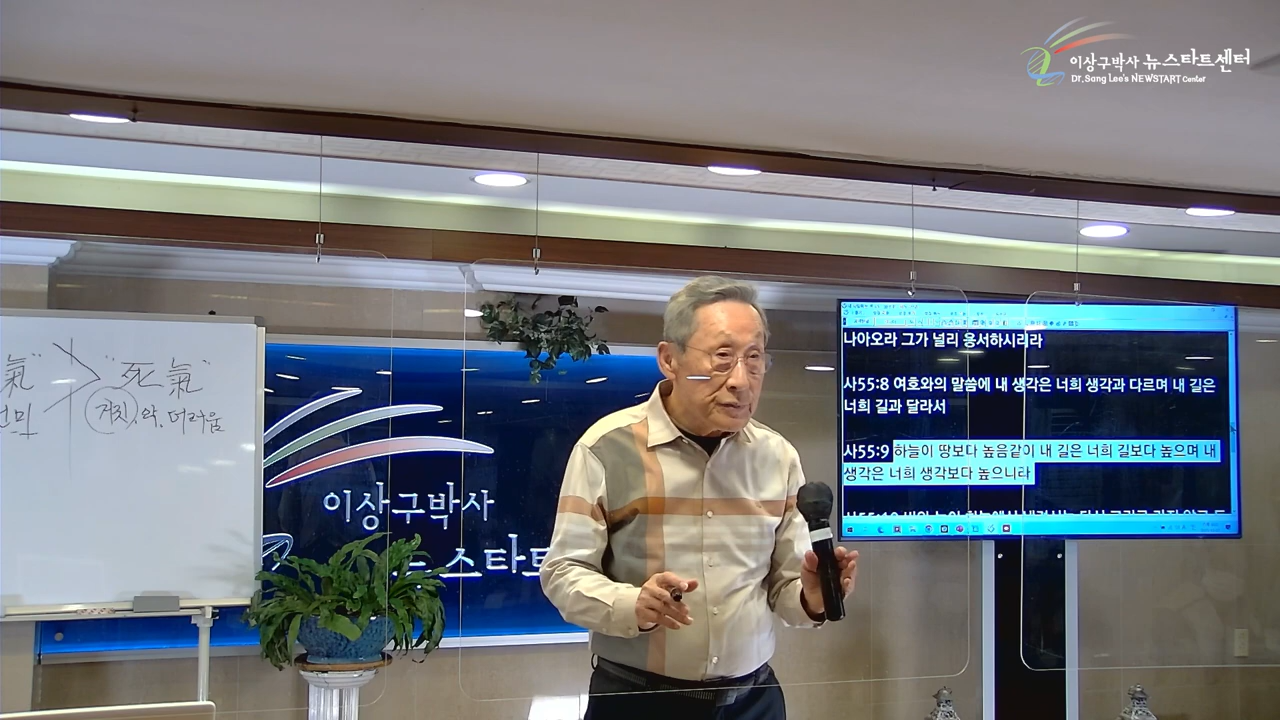 이상구박사 뉴스타트센터
Dr. Sang Lee's NEWSTART Center
氣" > "死氣"
거짓.악.더러움
이상구박사
뉴스타트
나아오라 그가 널리 용서하시리라
사55:8 여호와의 말씀에 내 생각은 너희 생각과 다르며 내 길은
너희 길과 달라서
사55:9 하늘이 땅보다 높음같이 내 길은 너희 길보다 높으며 내
생각은 너희 생각보다 높으니라